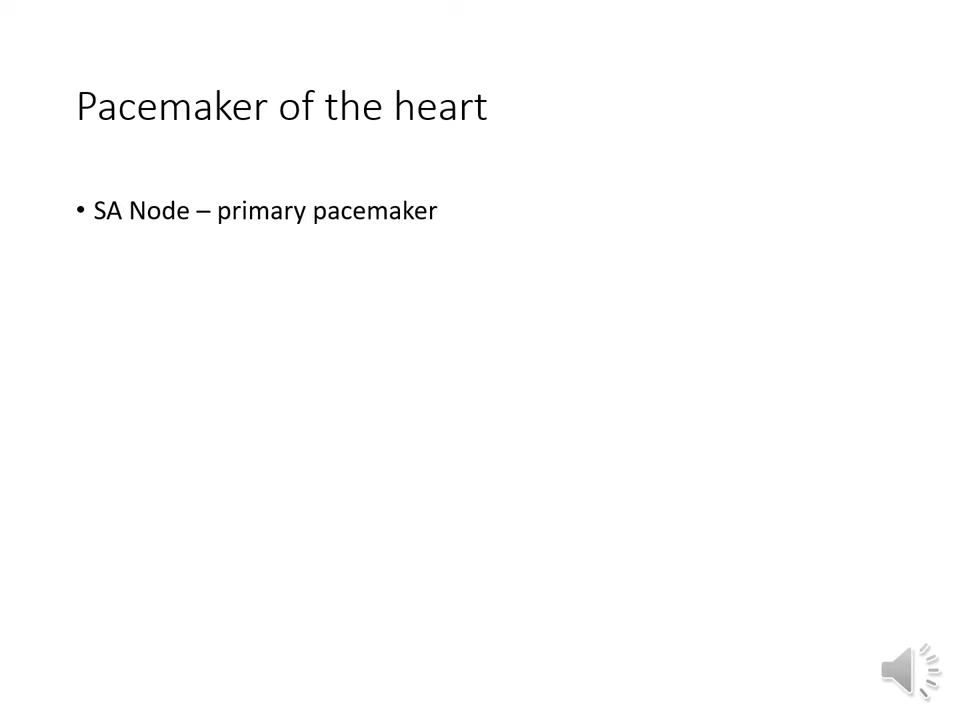 Pacemaker of the heart
• SA Node – primary pacemaker